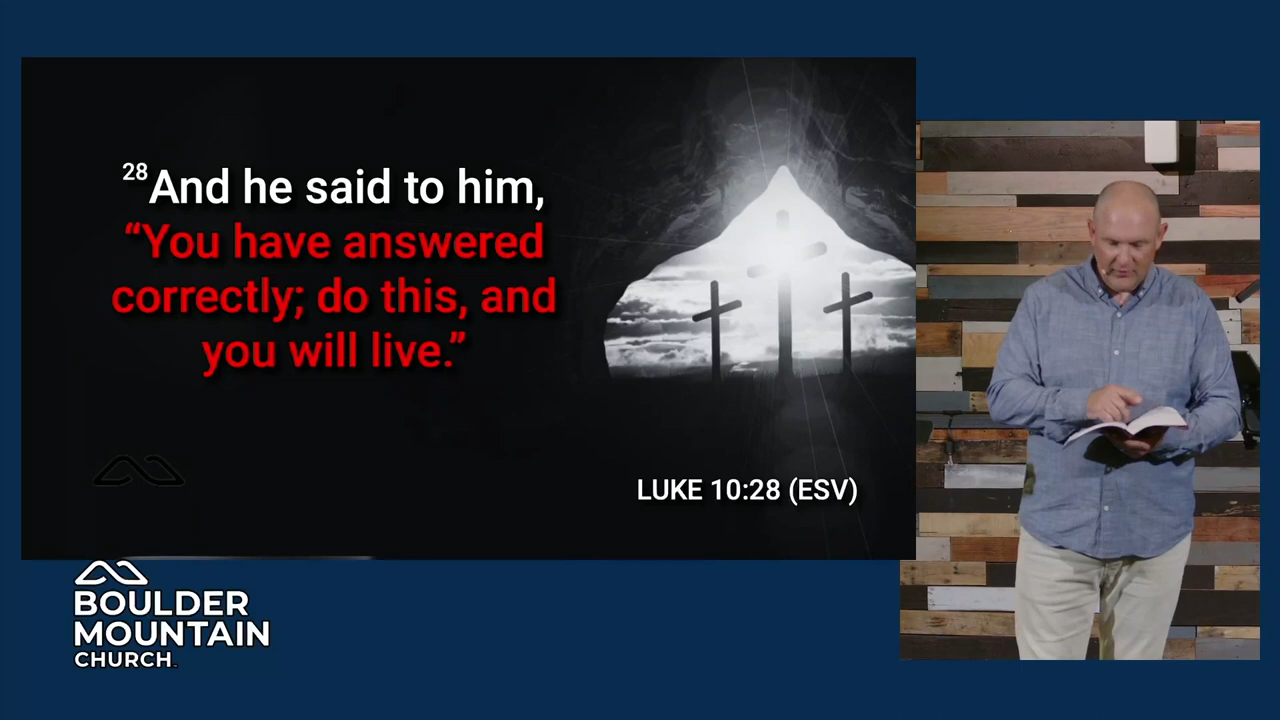 28And he said to him,
“You have answered
correctly; do this, and
you will live.”
LUKE 10:28 (ESV)
BOULDER
MOUNTAIN
CHURCH.